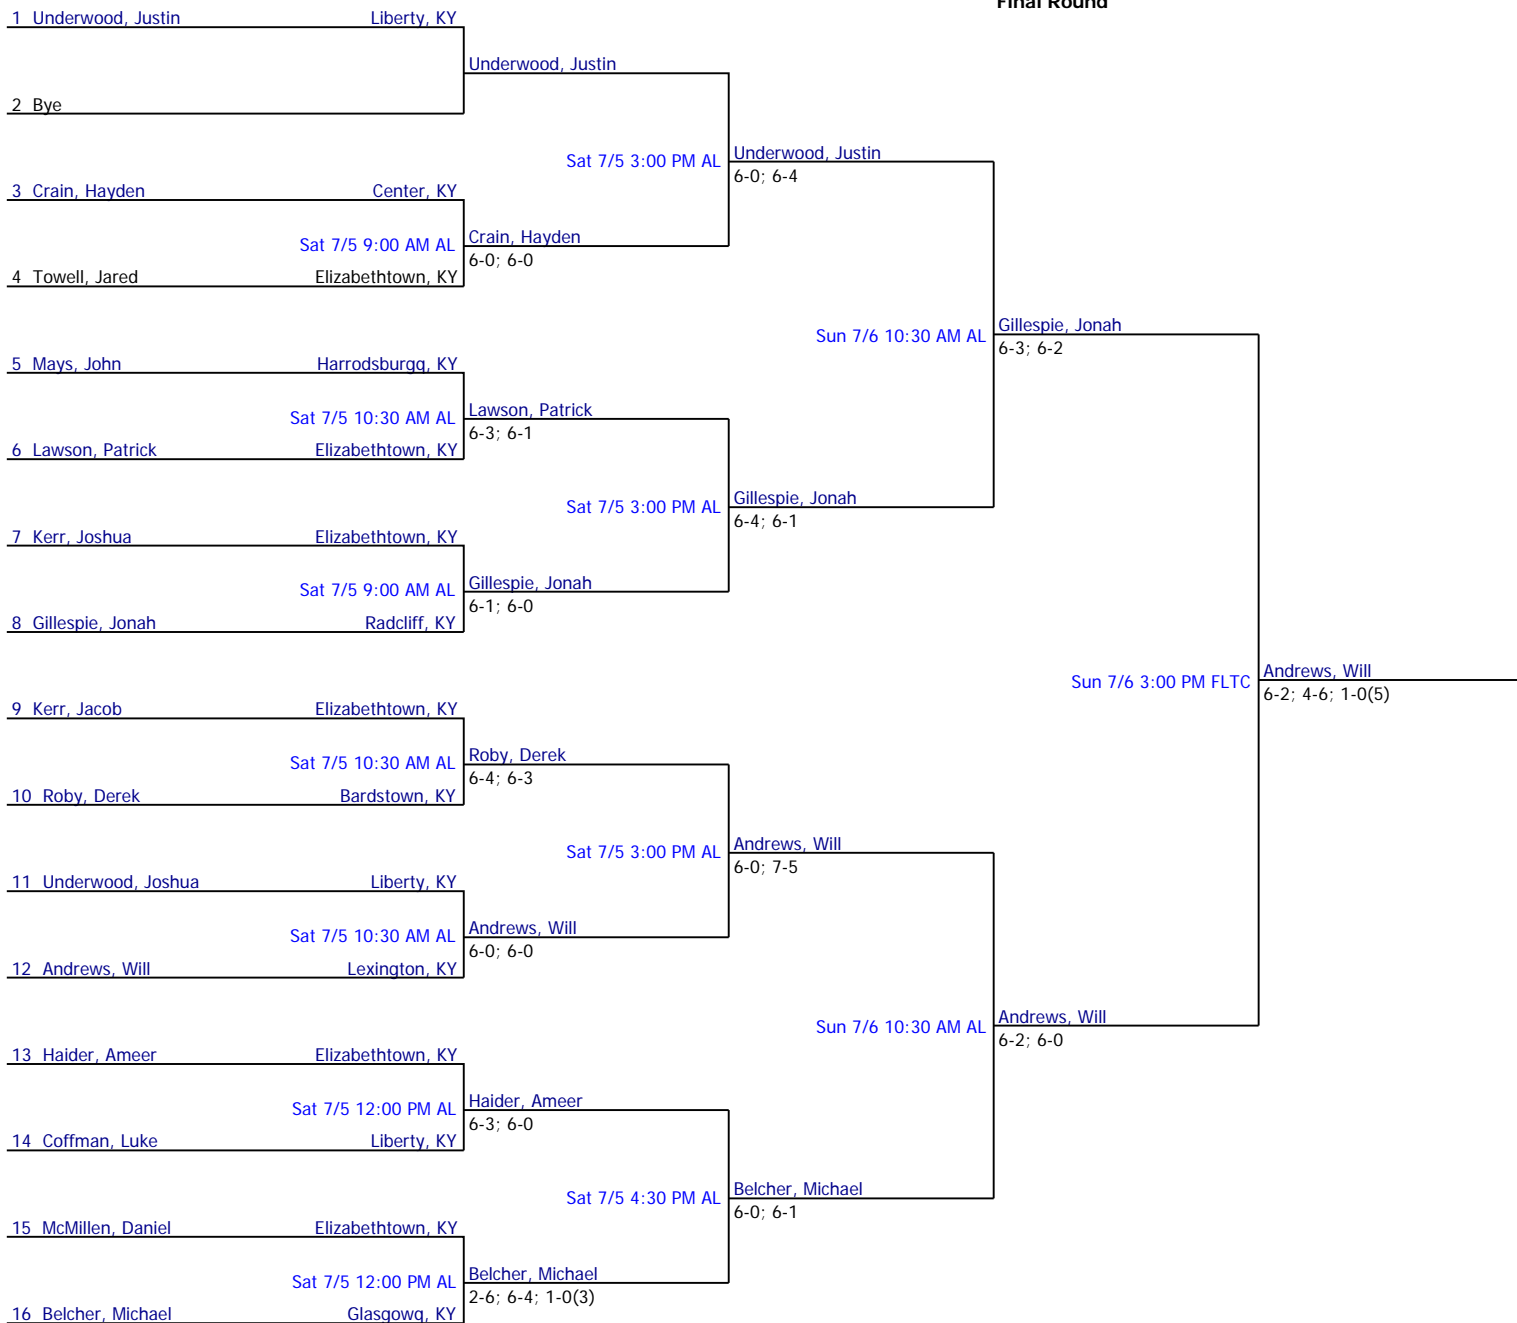 Final Round
1 Underwood, Justin Liberty, KY
Underwood, Justin
2 Bye
Sat 7/5 3:00 PM AL
Underwood, Justin
6-0; 6-4
3 Crain, Hayden Center, KY
Sat 7/5 9:00 AM AL
Crain, Hayden
6-0; 6-0
4 Towell, Jared Elizabethtown, KY
Sun 7/6 10:30 AM AL
Gillespie, Jonah
6-3; 6-2
5 Mays, John Harrodsburgq, KY
Sat 7/5 10:30 AM AL
Lawson, Patrick
6-3; 6-1
6 Lawson, Patrick Elizabethtown, KY
Sat 7/5 3:00 PM AL
Gillespie, Jonah
6-4; 6-1
7 Kerr, Joshua Elizabethtown, KY
Sat 7/5 9:00 AM AL
Gillespie, Jonah
6-1; 6-0
8 Gillespie, Jonah Radcliff, KY
Sun 7/6 3:00 PM FLTC
Andrews, Will
6-2; 4-6; 1-0(5)
9 Kerr, Jacob Elizabethtown, KY
Sat 7/5 10:30 AM AL
Roby, Derek
6-4; 6-3
10 Roby, Derek Bardstown, KY
Sat 7/5 3:00 PM AL
Andrews, Will
6-0; 7-5
11 Underwood, Joshua Liberty, KY
Sat 7/5 10:30 AM AL
Andrews, Will
6-0; 6-0
12 Andrews, Will Lexington, KY
Sun 7/6 10:30 AM AL
Andrews, Will
6-2; 6-0
13 Haider, Ameer Elizabethtown, KY
Sat 7/5 12:00 PM AL
Haider, Ameer
6-3; 6-0
14 Coffman, Luke Liberty, KY
Sat 7/5 4:30 PM AL
Belcher, Michael
6-0; 6-1
15 McMillen, Daniel Elizabethtown, KY
Sat 7/5 12:00 PM AL
Belcher, Michael
2-6; 6-4; 1-0(3)
16 Belcher, Michael Glasgowq, KY